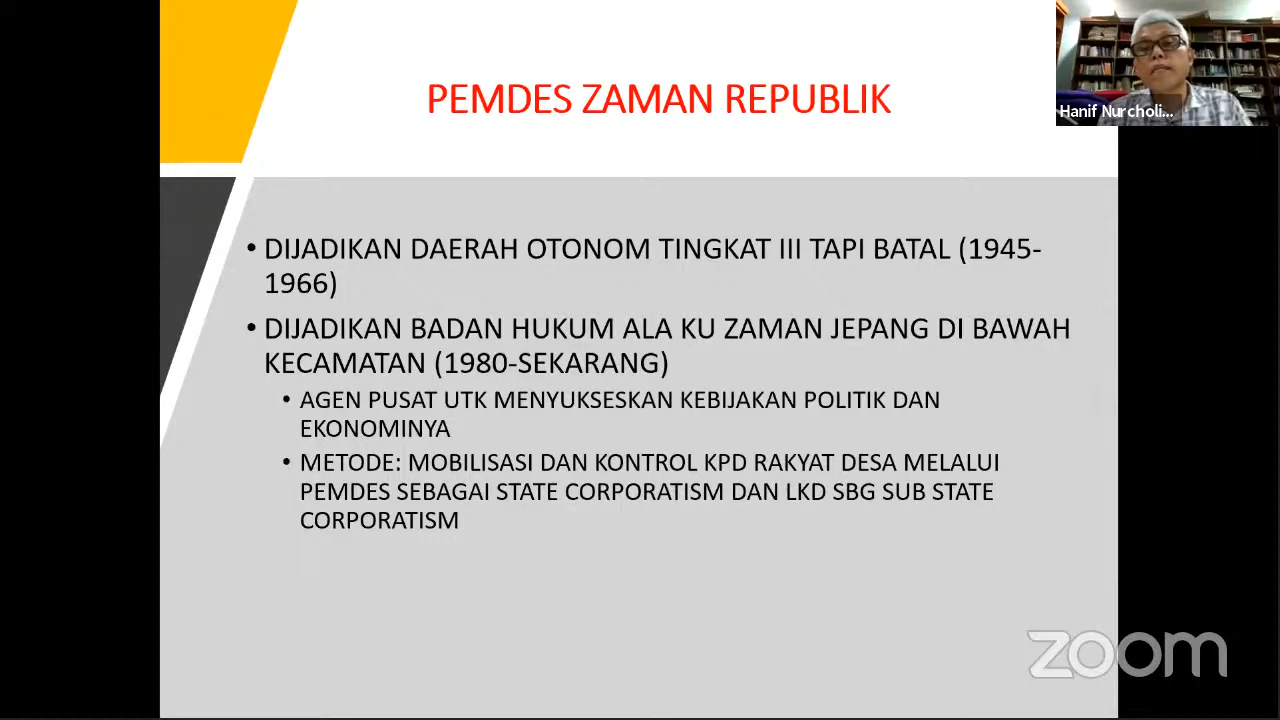 PEMDES ZAMAN REPUBLIK
Hanif Nurcholi...
• DIJADIKAN DAERAH OTONOM TINGKAT III TAPI BATAL (1945-
1966)
• DIJADIKAN BADAN HUKUM ALA KU ZAMAN JEPANG DI BAWAH
KECAMATAN (1980-SEKARANG)
• AGEN PUSAT UTK MENYUKSESKAN KEBIJAKAN POLITIK DAN
EKONOMINYA
• METODE: MOBILISASI DAN KONTROL KPD RAKYAT DESA MELALUI
PEMDES SEBAGAI STATE CORPORATISM DAN LKD SBG SUB STATE
CORPORATISM
zoom